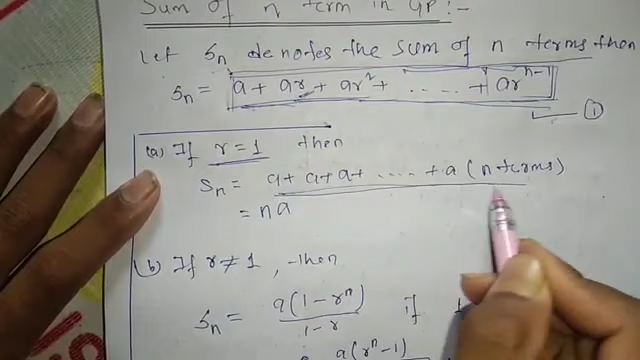 Sum of n term in GP:-
Let Sn denotes the sum of n terms then
Sn = a + ar + ar² + ...... + arⁿ⁻¹ ①
(a) If r = 1 then
Sn = a + a + a + ..... + a (n terms)
= na
(b) If r ≠ 1, then
Sn = a(1-rⁿ)/1-r if
a(rⁿ-1)